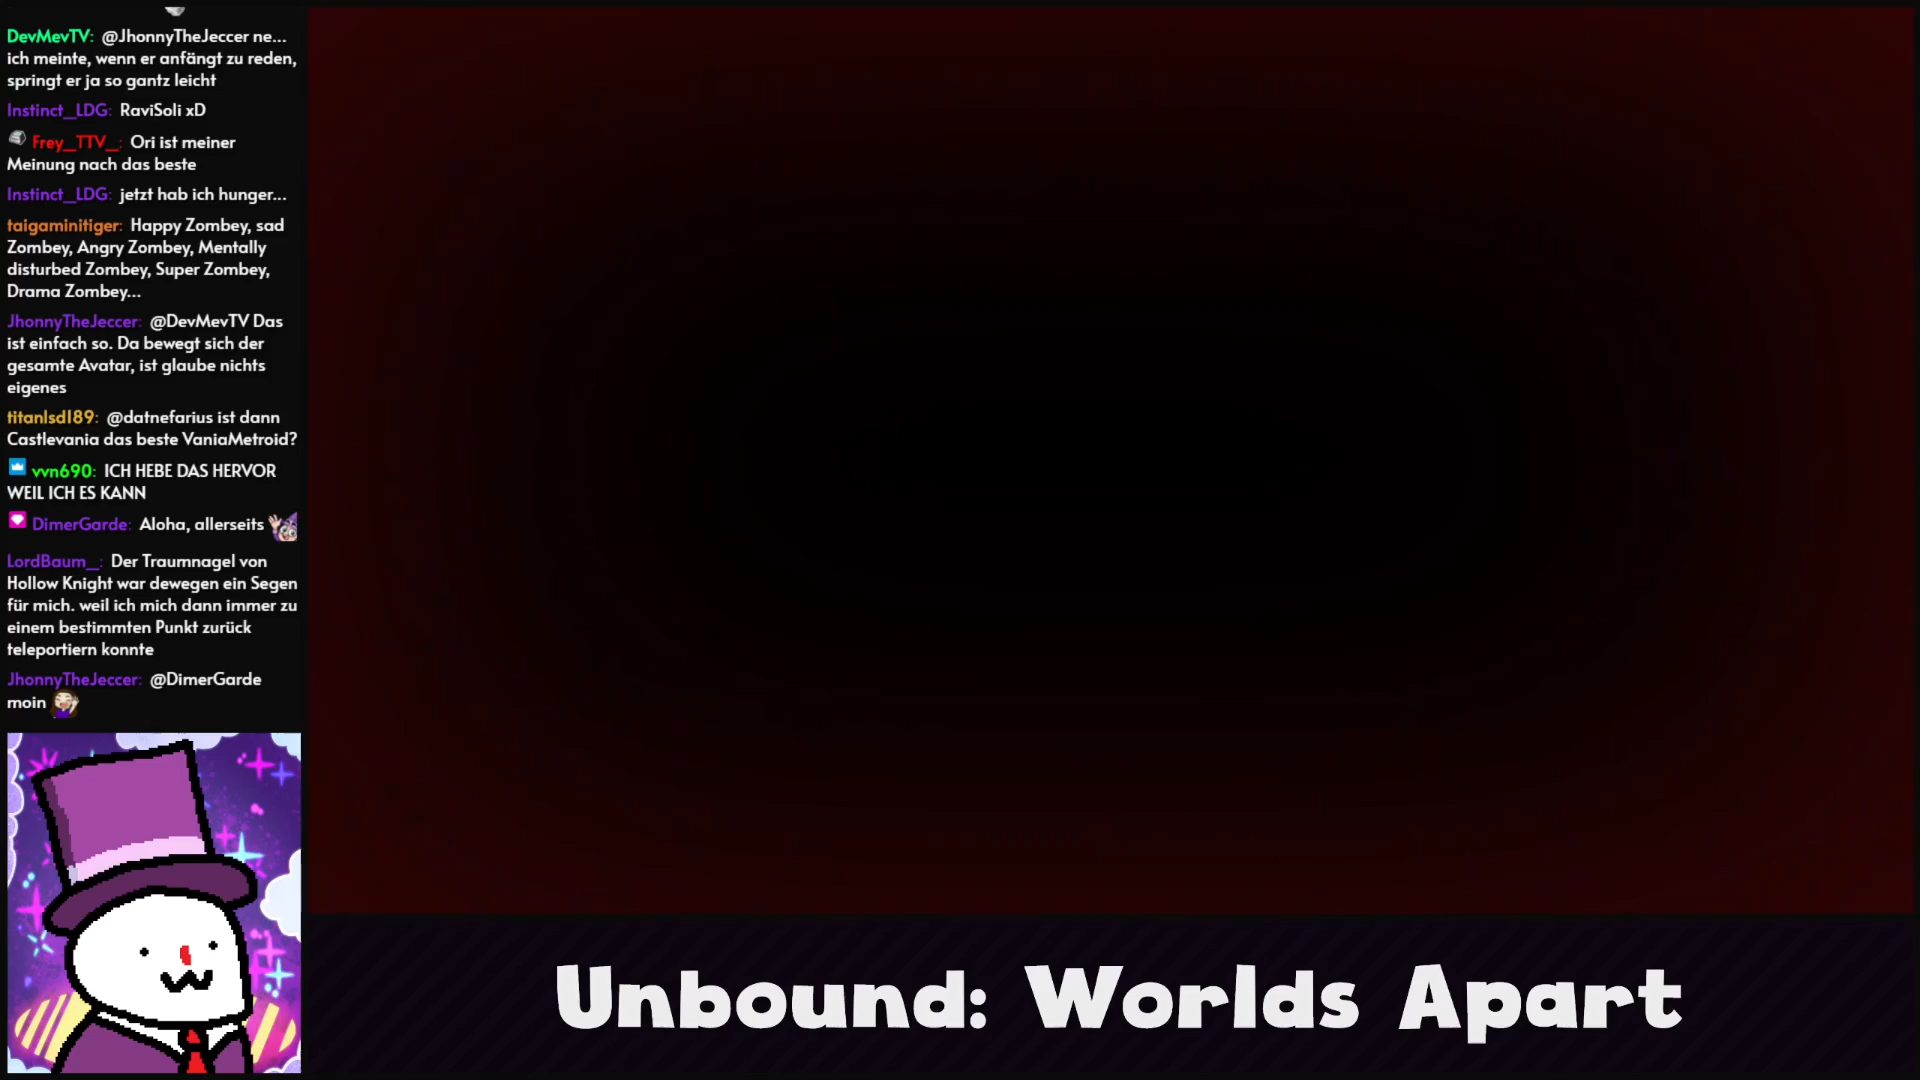 DevMevTV: @JhonnyTheJeccer ne...
ich meinte, wenn er anfängt zu reden,
springt er ja so gantz leicht
Instinct_LDG: RaviSoli xD
Frey_TTV_: Ori ist meiner
Meinung nach das beste
Instinct_LDG: jetzt hab ich hunger...
taigaminitiger: Happy Zombey, sad
Zombey, Angry Zombey, Mentally
disturbed Zombey, Super Zombey,
Drama Zombey...
JhonnyTheJeccer: @DevMevTV Das
ist einfach so. Da bewegt sich der
gesamte Avatar, ist glaube nichts
eigenes
titanlsd189: @datnefarius ist dann
Castlevania das beste VaniaMetroid?
vvn690: ICH HEBE DAS HERVOR
WEIL ICH ES KANN
DimerGarde: Aloha, allerseits
LordBaum_: Der Traumnagel von
Hollow Knight war dewegen ein Segen
für mich. weil ich mich dann immer zu
einem bestimmten Punkt zurück
teleportiern konnte
JhonnyTheJeccer: @DimerGarde
moin
Unbound: Worlds Apart